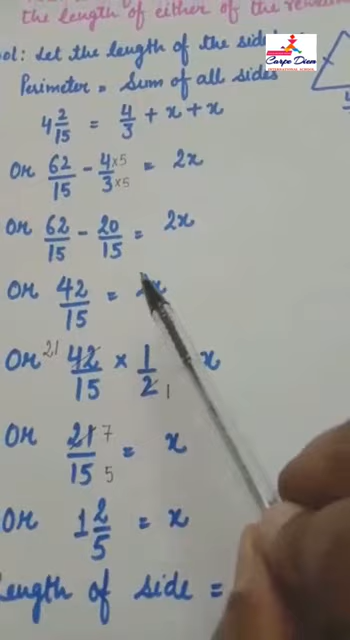 the length of either of the rema
Sol: Let the length of the side
Carpe Diem
INTERNATIONAL SCHOOL
Perimeter = Sum of all sides
4 2/15 = 4/3 + x + x
Or 62/15 - 4/3 ×5 ×5 = 2x
Or 62/15 - 20/15 = 2x
Or 42/15 = x
Or 21 42/15 × 1/2 1 x
Or 21/15 7 5 = x
Or 1 2/5 = x
Length of side =